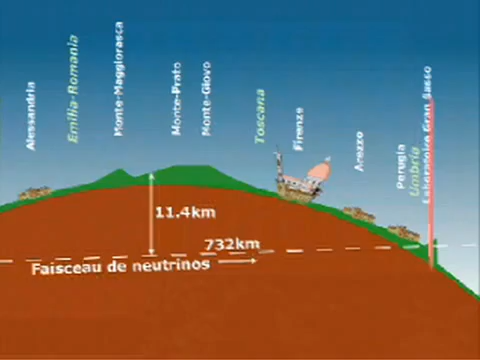 Alessandria
Emilia-Romania
Monte-Maggiorasca
Monte-Prato
Monte-Giovo
Toscana
Firenze
Arezzo
Perugia
Umbria
Laboratoire Gran Sasso
11.4km
732km
Faisceau de neutrinos